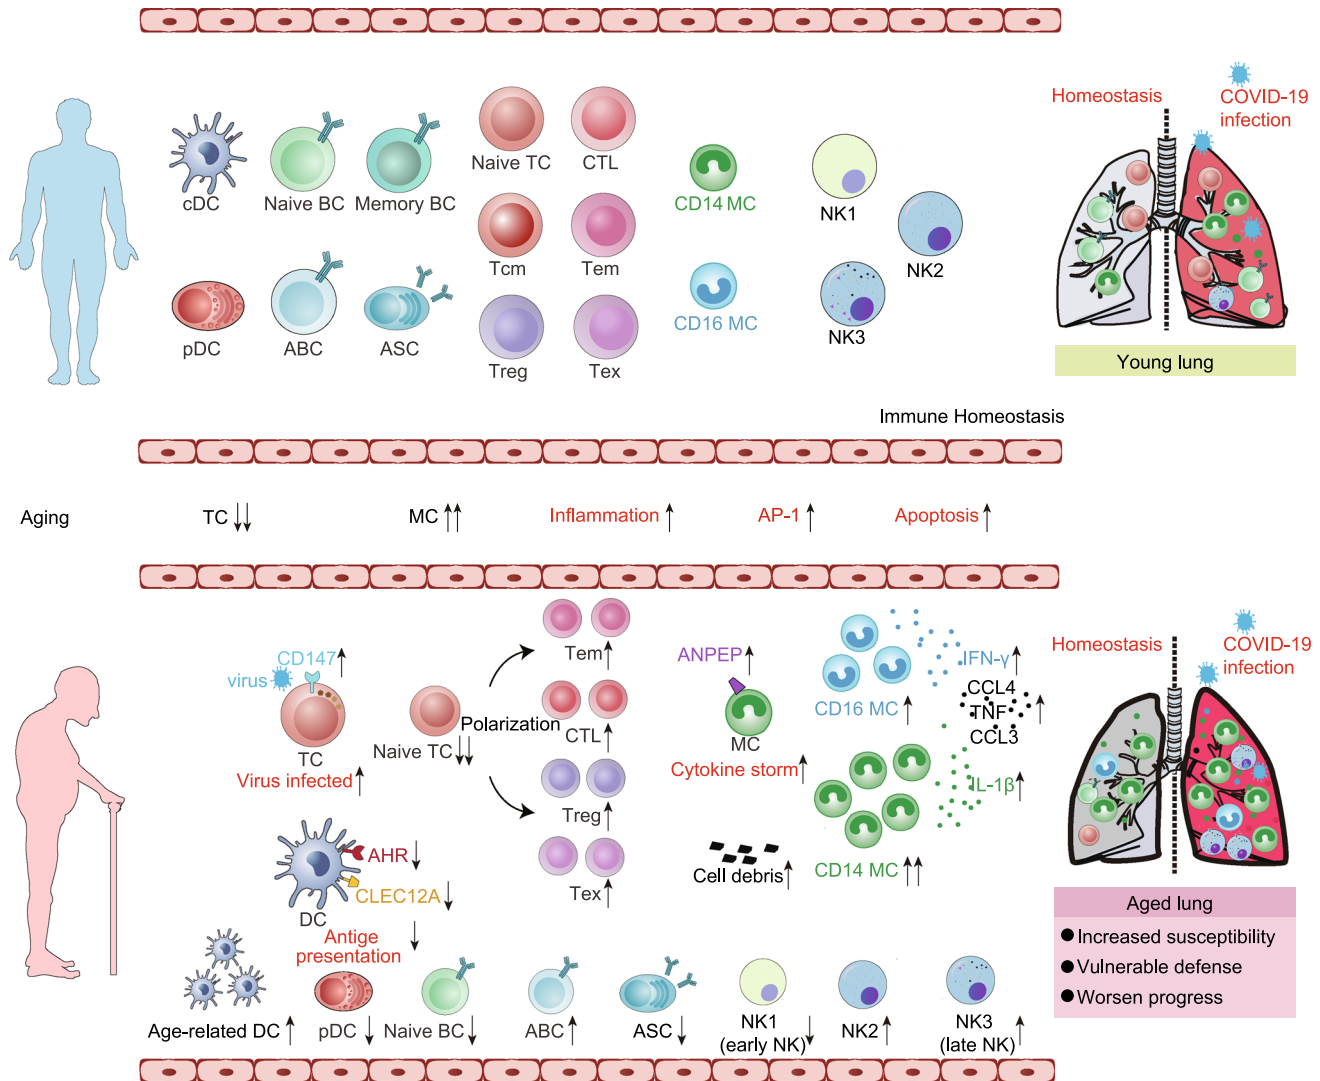 Homeostasis
COVID-19
infection
cDC
Naive BC
Memory BC
Naive TC
CTL
CD14 MC
NK1
NK2
Tcm
Tem
pDC
ABC
ASC
Treg
Tex
CD16 MC
NK3
Young lung
Immune Homeostasis
Aging
TC
MC
Inflammation
AP-1
Apoptosis
CD147
virus
TC
Virus infected
Naive TC
Polarization
Tem
CTL
Treg
Tex
ANPEP
MC
Cytokine storm
Cell debris
CD16 MC
IFN-γ
CCL4
TNF
CCL3
IL-1β
CD14 MC
Homeostasis
COVID-19
infection
AHR
CLEC12A
DC
Antige
presentation
Age-related DC
pDC
Naive BC
ABC
ASC
NK1
(early NK)
NK2
NK3
(late NK)
Aged lung
Increased susceptibility
Vulnerable defense
Worsen progress